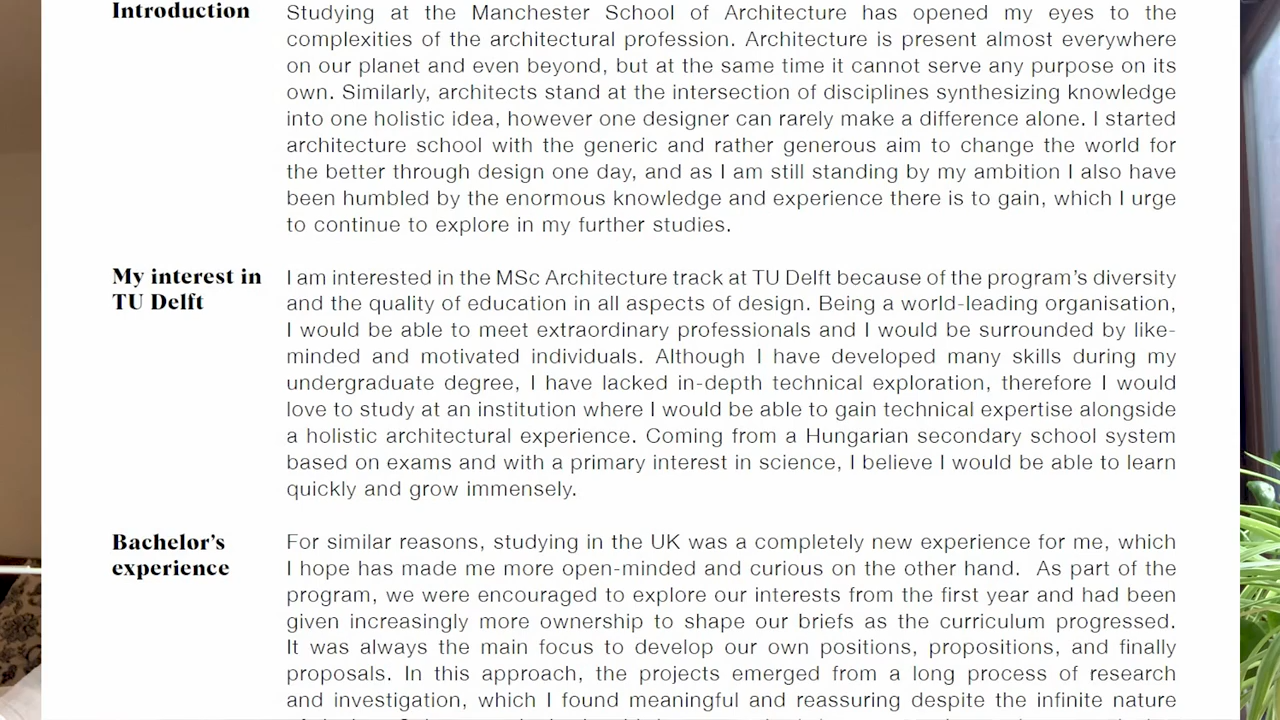 Introduction
Studying at the Manchester School of Architecture has opened my eyes to the
complexities of the architectural profession. Architecture is present almost everywhere
on our planet and even beyond, but at the same time it cannot serve any purpose on its
own. Similarly, architects stand at the intersection of disciplines synthesizing knowledge
into one holistic idea, however one designer can rarely make a difference alone. I started
architecture school with the generic and rather generous aim to change the world for
the better through design one day, and as I am still standing by my ambition I also have
been humbled by the enormous knowledge and experience there is to gain, which I urge
to continue to explore in my further studies.
My interest in
TU Delft
I am interested in the MSc Architecture track at TU Delft because of the program's diversity
and the quality of education in all aspects of design. Being a world-leading organisation,
I would be able to meet extraordinary professionals and I would be surrounded by like-
minded and motivated individuals. Although I have developed many skills during my
undergraduate degree, I have lacked in-depth technical exploration, therefore I would
love to study at an institution where I would be able to gain technical expertise alongside
a holistic architectural experience. Coming from a Hungarian secondary school system
based on exams and with a primary interest in science, I believe I would be able to learn
quickly and grow immensely.
Bachelor's
experience
For similar reasons, studying in the UK was a completely new experience for me, which
I hope has made me more open-minded and curious on the other hand. As part of the
program, we were encouraged to explore our interests from the first year and had been
given increasingly more ownership to shape our briefs as the curriculum progressed.
It was always the main focus to develop our own positions, propositions, and finally
proposals. In this approach, the projects emerged from a long process of research
and investigation, which I found meaningful and reassuring despite the infinite nature